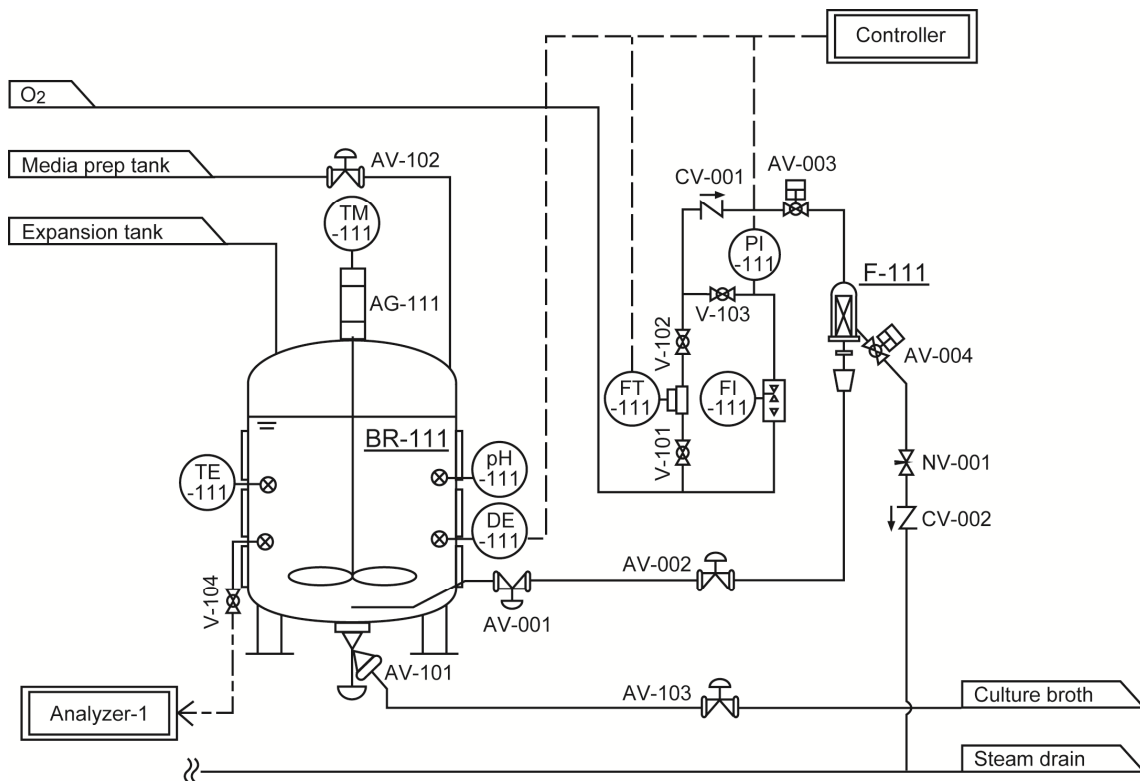 Controller
O2
Media prep tank
AV-102
AV-003
CV-001
TM
-111
Expansion tank
PI
-111
F-111
AG-111
V-103
V-102
AV-004
FT
-111
FI
-111
BR-111
V-101
pH
-111
TE
-111
NV-001
DE
-111
CV-002
AV-002
V-104
AV-001
AV-101
AV-103
Culture broth
Analyzer-1
Steam drain